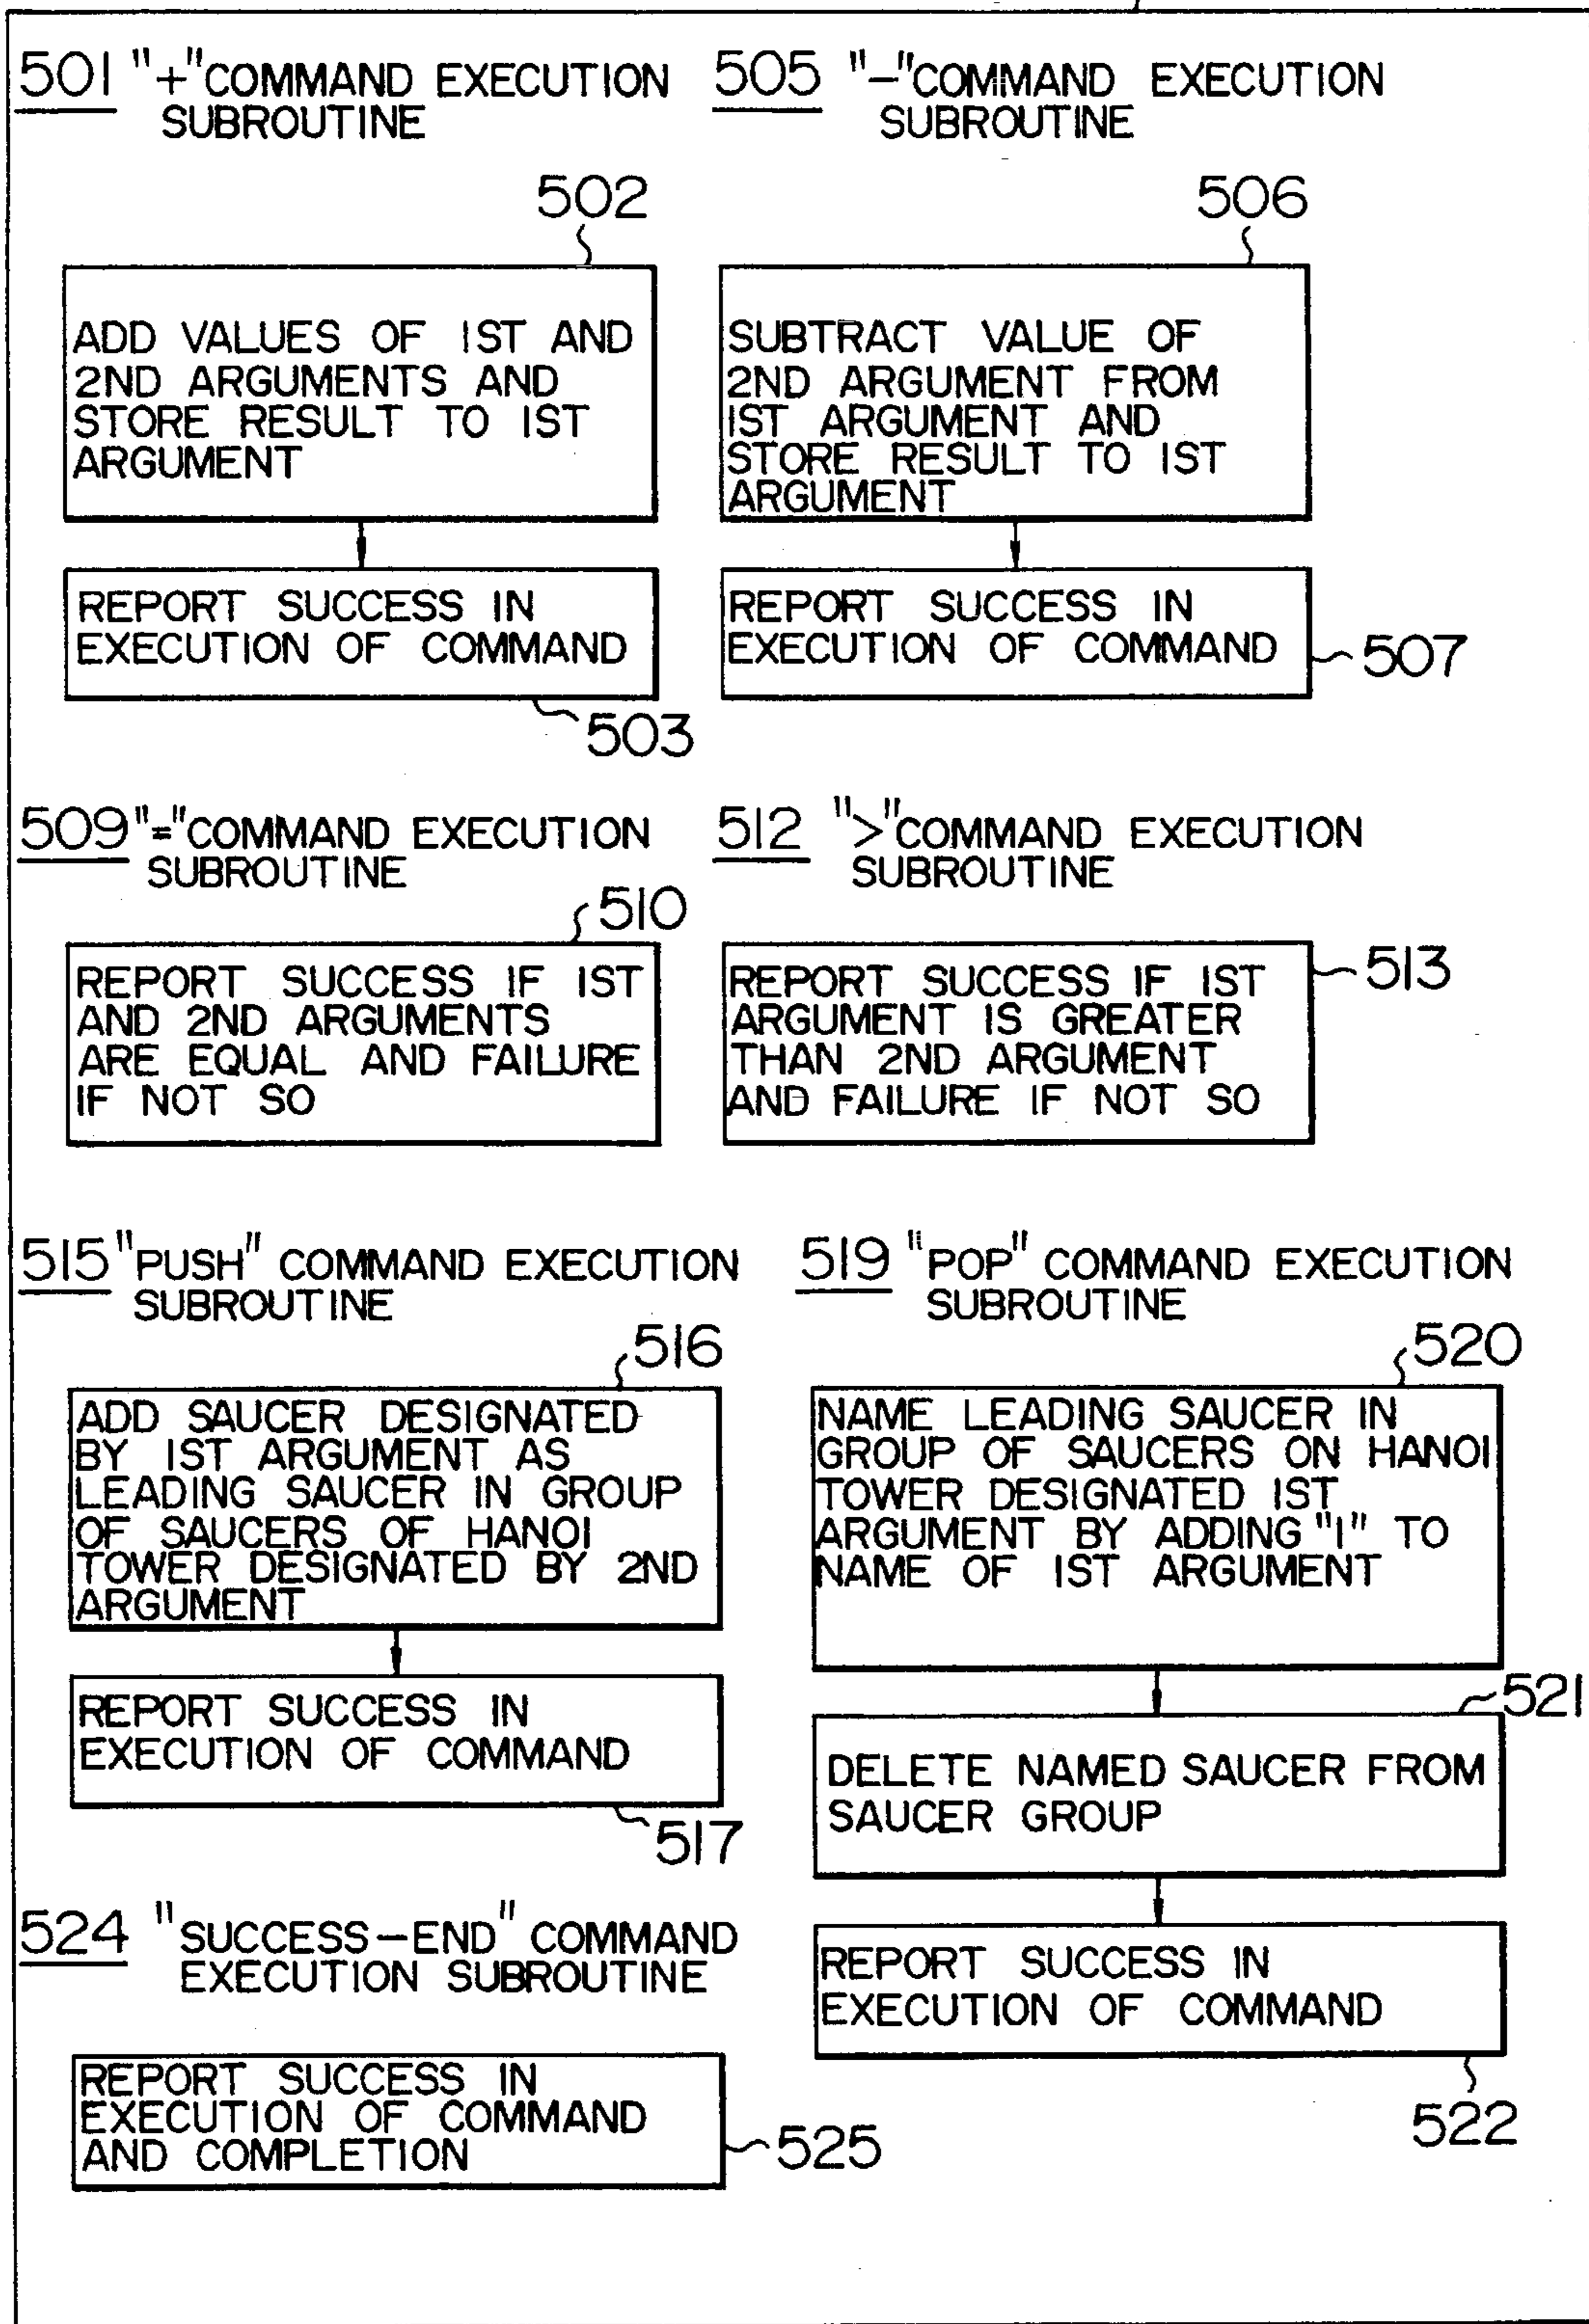 501 "+"COMMAND EXECUTION
SUBROUTINE
502
ADD VALUES OF 1ST AND
2ND ARGUMENTS AND
STORE RESULT TO 1ST
ARGUMENT
REPORT SUCCESS IN
EXECUTION OF COMMAND
503
505 "-"COMMAND EXECUTION
SUBROUTINE
506
SUBTRACT VALUE OF
2ND ARGUMENT FROM
1ST ARGUMENT AND
STORE RESULT TO 1ST
ARGUMENT
REPORT SUCCESS IN
EXECUTION OF COMMAND
507
509 "="COMMAND EXECUTION
SUBROUTINE
510
REPORT SUCCESS IF 1ST
AND 2ND ARGUMENTS
ARE EQUAL AND FAILURE
IF NOT SO
512 ">"COMMAND EXECUTION
SUBROUTINE
513
REPORT SUCCESS IF 1ST
ARGUMENT IS GREATER
THAN 2ND ARGUMENT
AND FAILURE IF NOT SO
515 "PUSH" COMMAND EXECUTION
SUBROUTINE
516
ADD SAUCER DESIGNATED
BY 1ST ARGUMENT AS
LEADING SAUCER IN GROUP
OF SAUCERS OF HANOI
TOWER DESIGNATED BY 2ND
ARGUMENT
REPORT SUCCESS IN
EXECUTION OF COMMAND
517
519 "POP" COMMAND EXECUTION
SUBROUTINE
520
NAME LEADING SAUCER IN
GROUP OF SAUCERS ON HANOI
TOWER DESIGNATED 1ST
ARGUMENT BY ADDING "1" TO
NAME OF 1ST ARGUMENT
521
DELETE NAMED SAUCER FROM
SAUCER GROUP
REPORT SUCCESS IN
EXECUTION OF COMMAND
522
524 "SUCCESS-END" COMMAND
EXECUTION SUBROUTINE
REPORT SUCCESS IN
EXECUTION OF COMMAND
AND COMPLETION
525